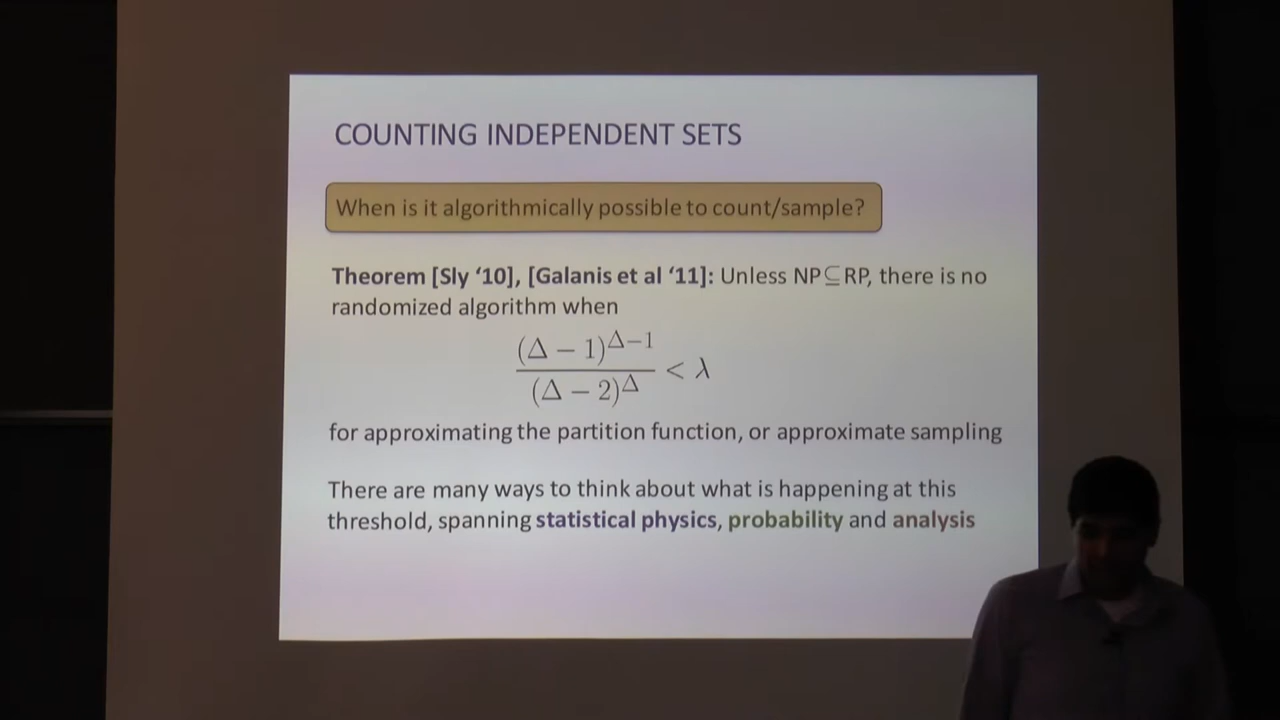 COUNTING INDEPENDENT SETS
When is it algorithmically possible to count/sample?
Theorem [Sly ‘10], [Galanis et al ‘11]: Unless NP⊆RP, there is no
randomized algorithm when
(Δ − 1)^{Δ−1} / (Δ − 2)^Δ < λ
for approximating the partition function, or approximate sampling
There are many ways to think about what is happening at this
threshold, spanning statistical physics, probability and analysis